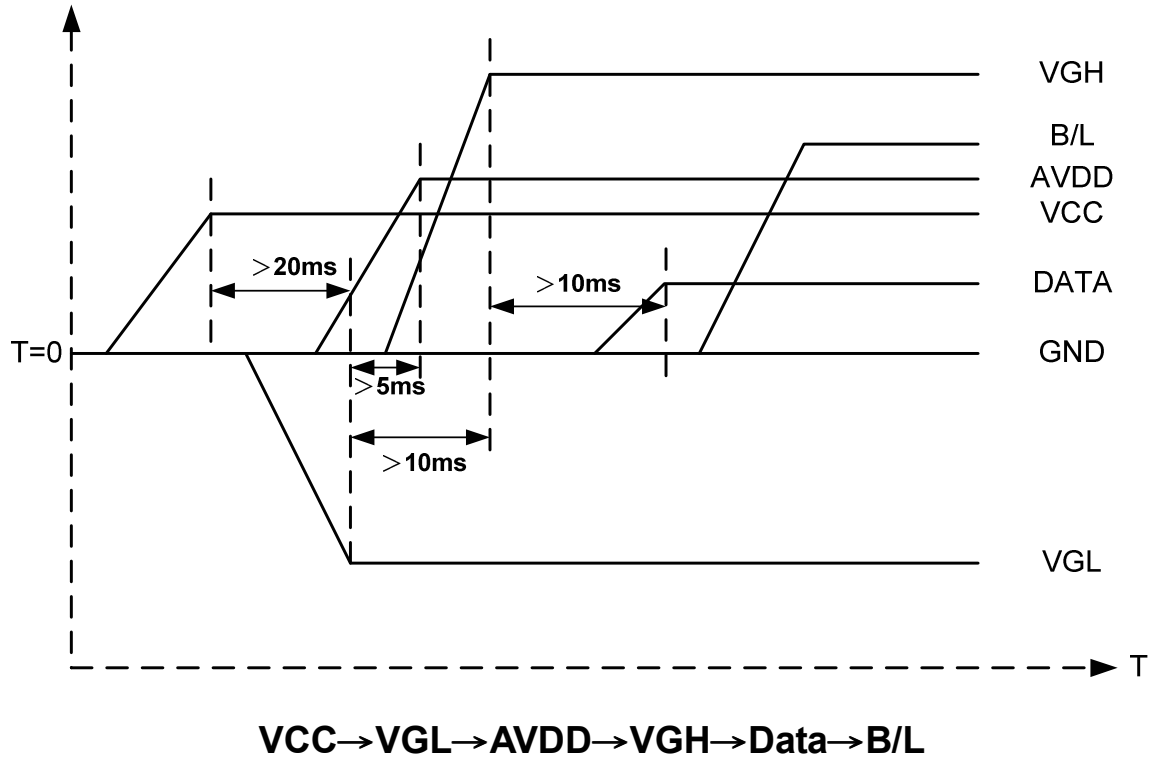 VGH
B/L
AVDD
VCC
>20ms
>10ms
DATA
T=0
GND
>5ms
>10ms
VGL
T
VCC→VGL→AVDD→VGH→Data→B/L